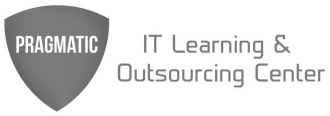 PRAGMATIC
IT Learning &
Outsourcing Center